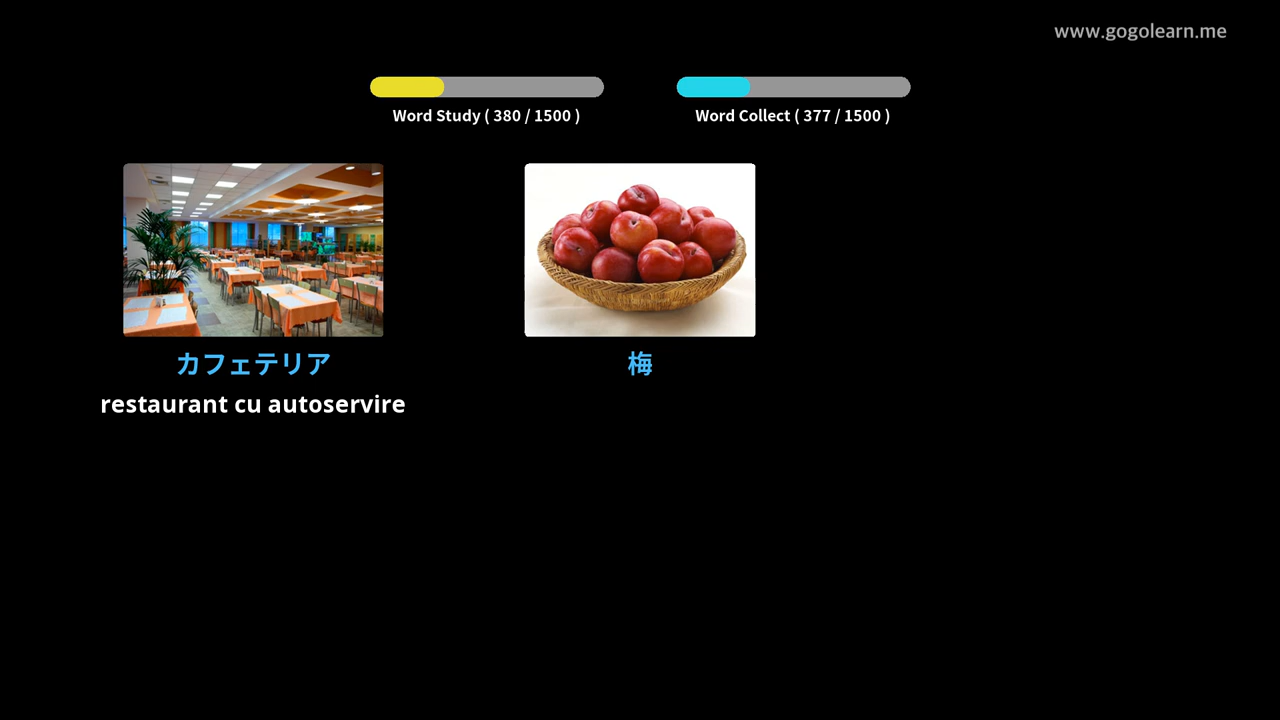 www.gogolearn.me
Word Study ( 380 / 1500 )
Word Collect ( 377 / 1500 )
カフェテリア
restaurant cu autoservire
梅